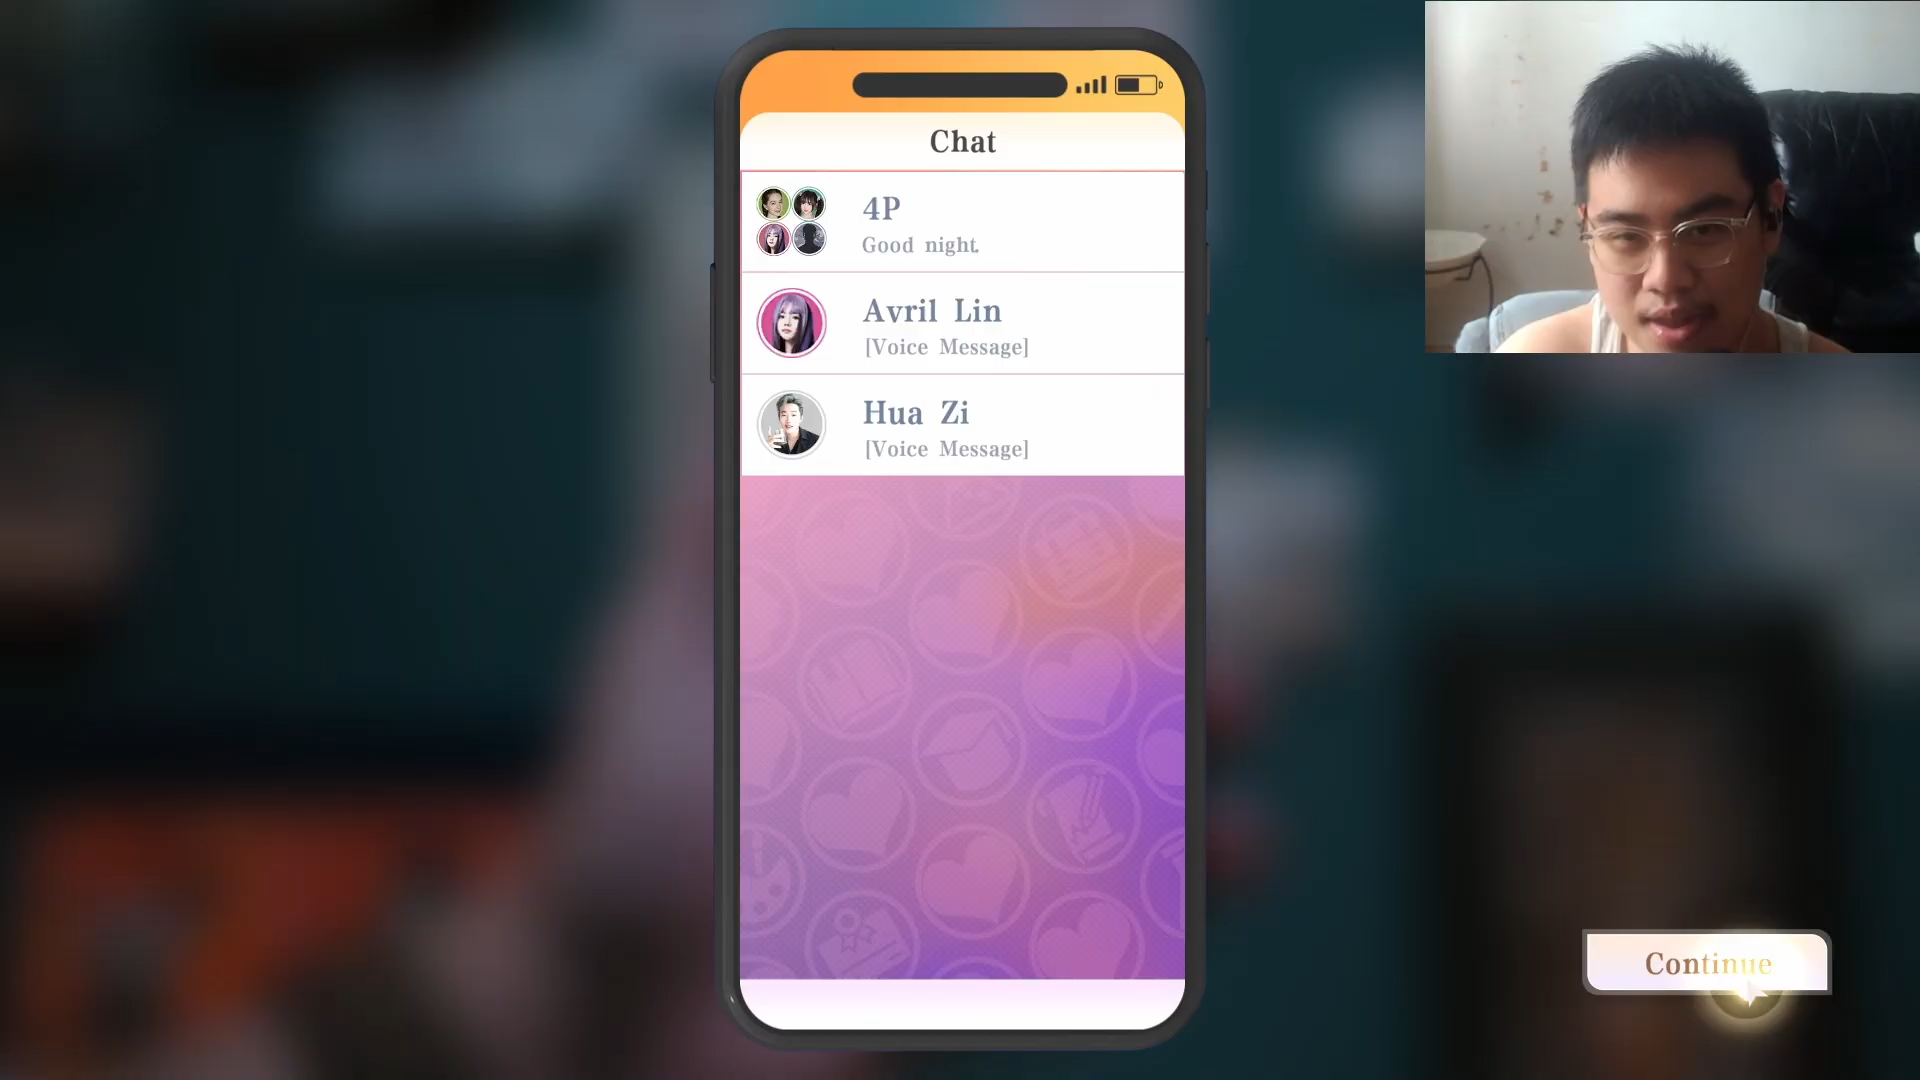 Chat
4P
Good night.
Avril Lin
[Voice Message]
Hua Zi
[Voice Message]
Continue